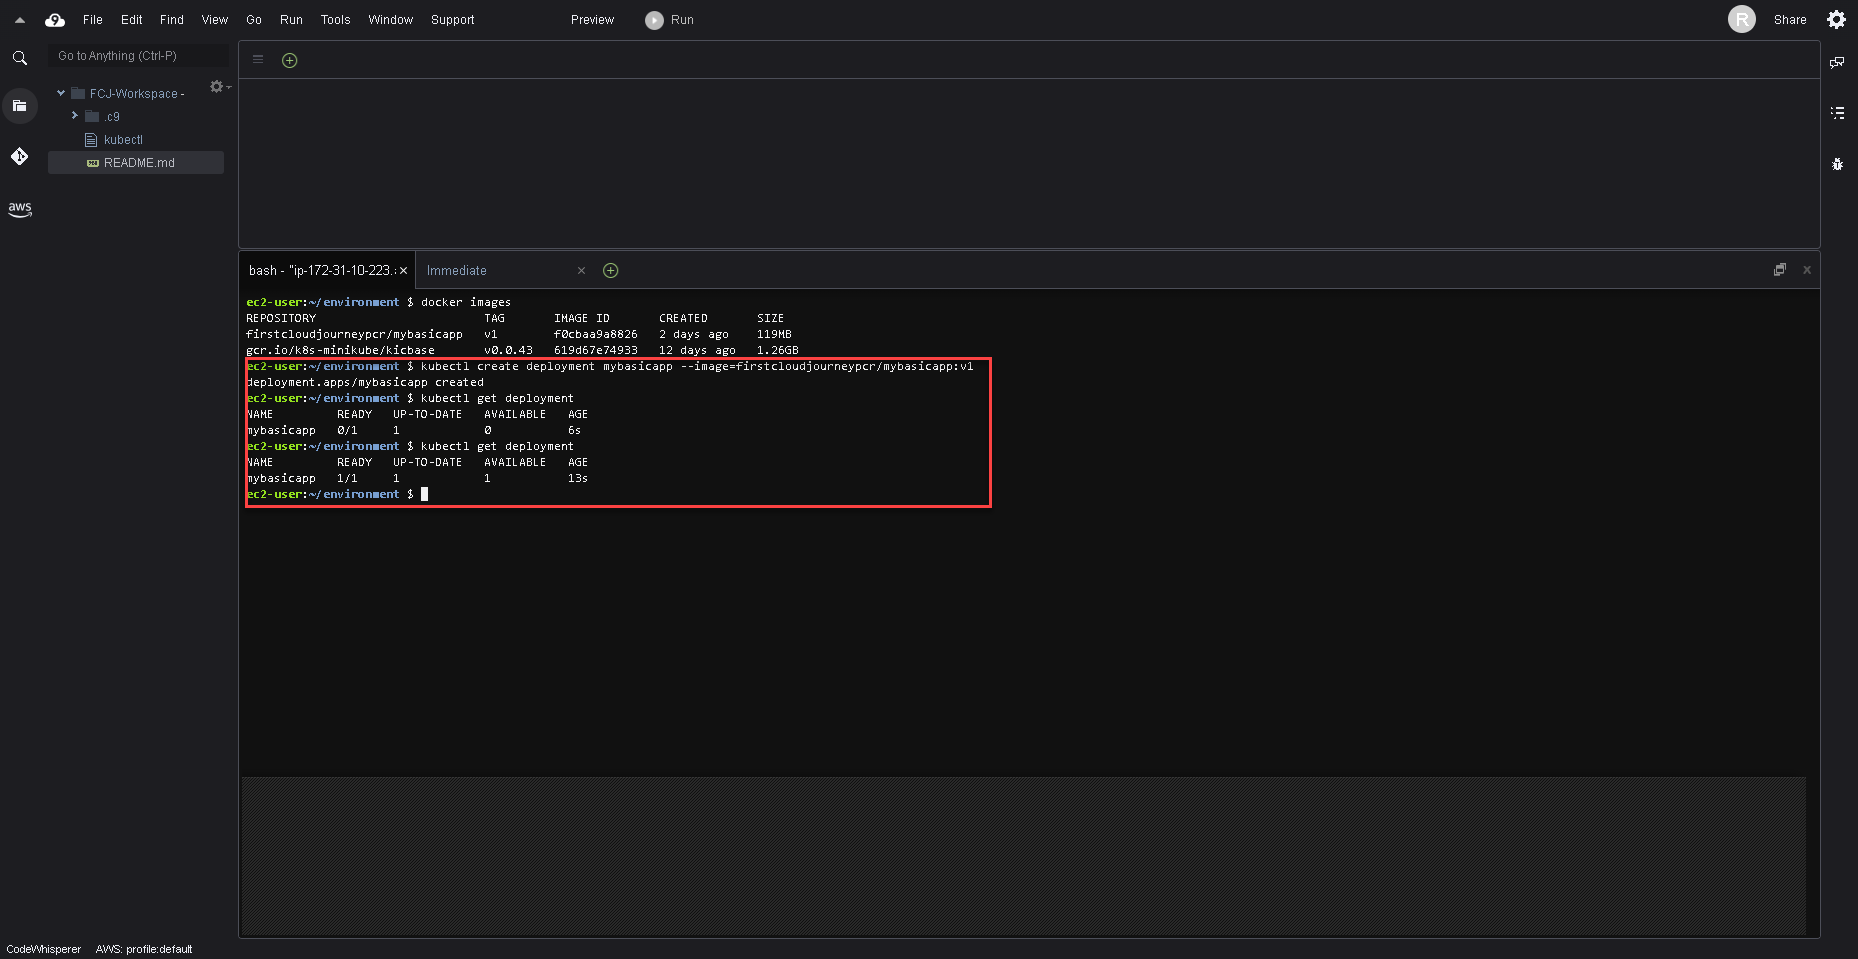 File Edit Find View Go Run Tools Window Support Preview Run R Share
Go to Anything (Ctrl-P)
FCJ-Workspace -
.c9
kubectl
README.md
aws
bash - "ip-172-31-10-223.
Immediate
ec2-user:~/environment $ docker images
REPOSITORY TAG IMAGE ID CREATED SIZE
firstcloudjourneypcr/mybasicapp v1 f0cbaa9a8826 2 days ago 119MB
gcr.io/k8s-minikube/kicbase v0.0.43 619d67e74933 12 days ago 1.26GB
ec2-user:~/environment $ kubectl create deployment mybasicapp --image=firstcloudjourneypcr/mybasicapp:v1
deployment.apps/mybasicapp created
ec2-user:~/environment $ kubectl get deployment
NAME READY UP-TO-DATE AVAILABLE AGE
mybasicapp 0/1 1 0 6s
ec2-user:~/environment $ kubectl get deployment
NAME READY UP-TO-DATE AVAILABLE AGE
mybasicapp 1/1 1 1 13s
ec2-user:~/environment $
CodeWhisperer AWS: profile:default